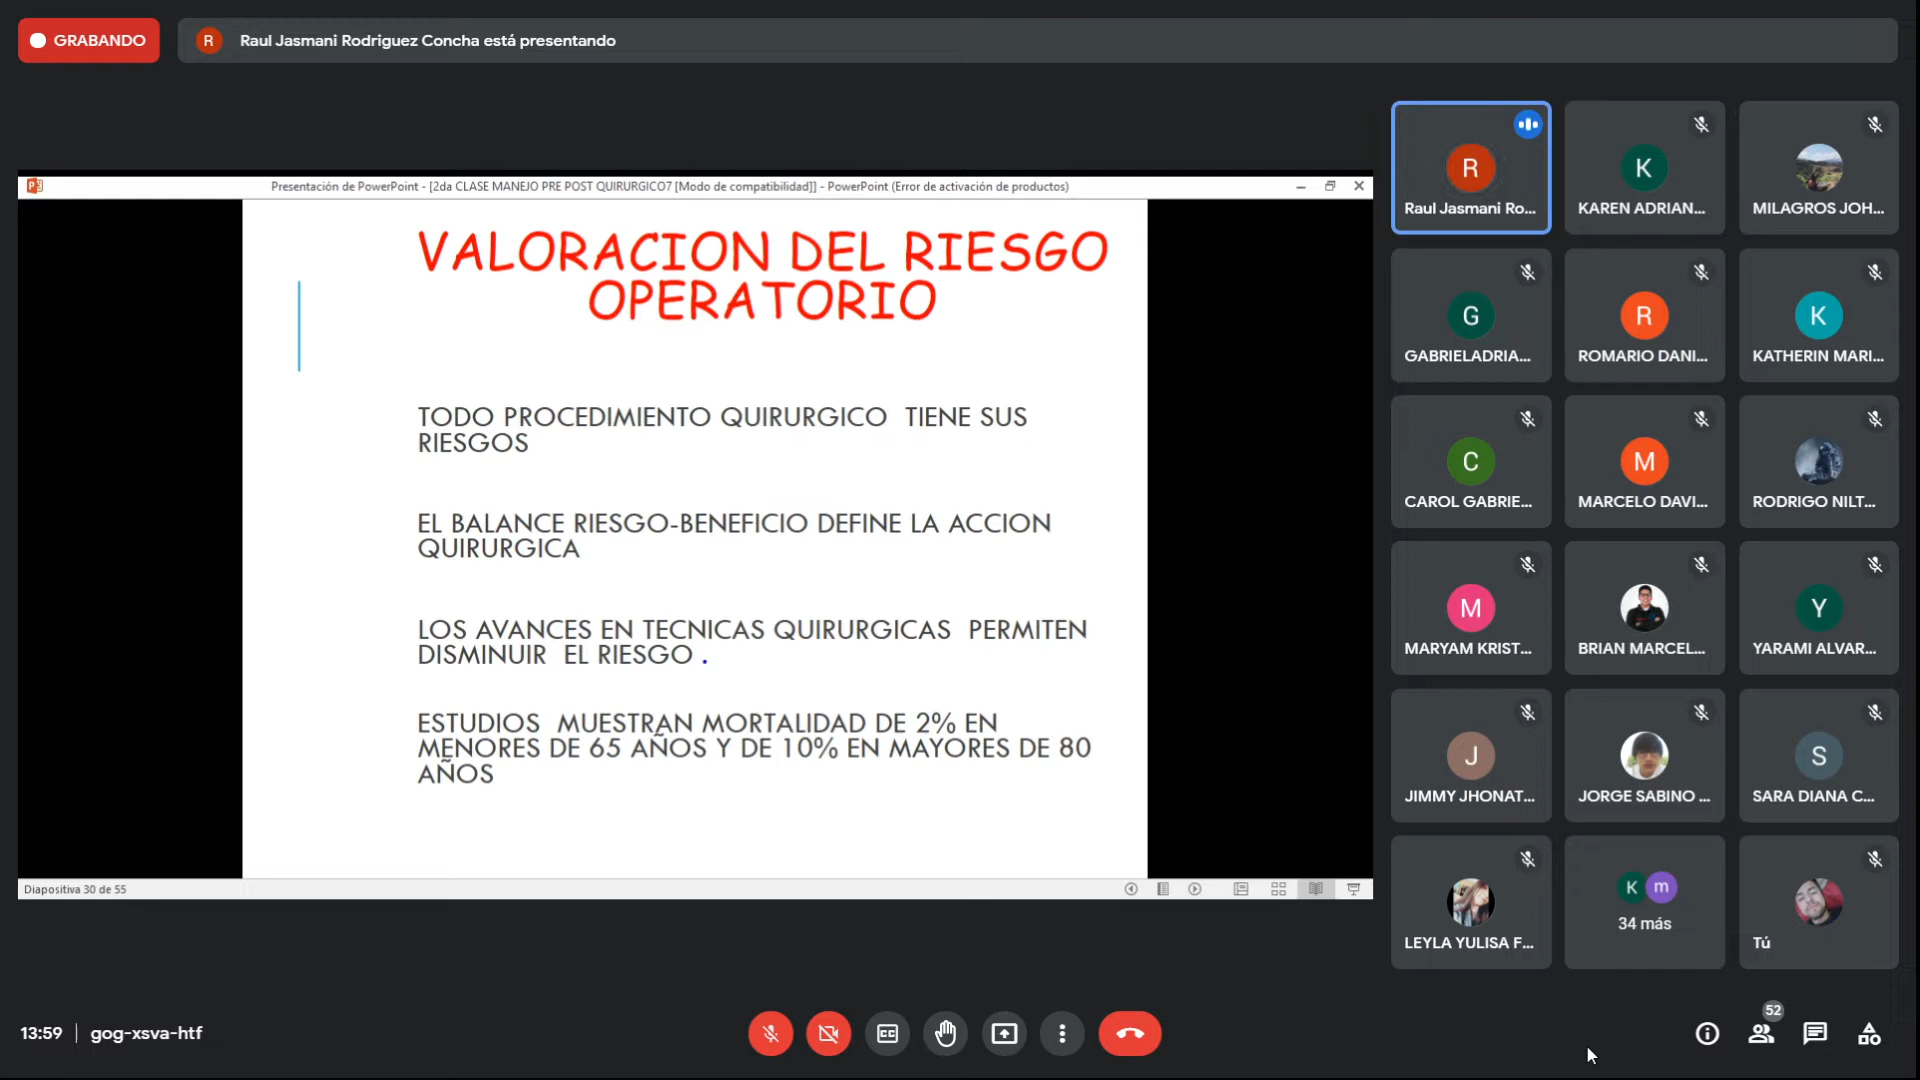 GRABANDO
R
Raul Jasmani Rodriguez Concha está presentando
Presentación de PowerPoint - [2da CLASE MANEJO PRE POST QUIRURGICO7 [Modo de compatibilidad]] - PowerPoint (Error de activación de productos)
VALORACION DEL RIESGO
OPERATORIO
TODO PROCEDIMIENTO QUIRURGICO TIENE SUS
RIESGOS
EL BALANCE RIESGO-BENEFICIO DEFINE LA ACCION
QUIRURGICA
LOS AVANCES EN TECNICAS QUIRURGICAS PERMITEN
DISMINUIR EL RIESGO .
ESTUDIOS MUESTRAN MORTALIDAD DE 2% EN
MENORES DE 65 AÑOS Y DE 10% EN MAYORES DE 80
AÑOS
Diapositiva 30 de 55
R
Raul Jasmani Ro...
K
KAREN ADRIAN...
MILAGROS JOH...
G
GABRIELADRIA...
R
ROMARIO DANI...
K
KATHERIN MARI...
C
CAROL GABRIE...
M
MARCELO DAVI...
RODRIGO NILT...
M
MARYAM KRIST...
BRIAN MARCEL...
Y
YARAMI ALVAR...
J
JIMMY JHONAT...
JORGE SABINO ...
S
SARA DIANA C...
LEYLA YULISA F...
K m
34 más
Tú
13:59 | gog-xsva-htf
CC
52